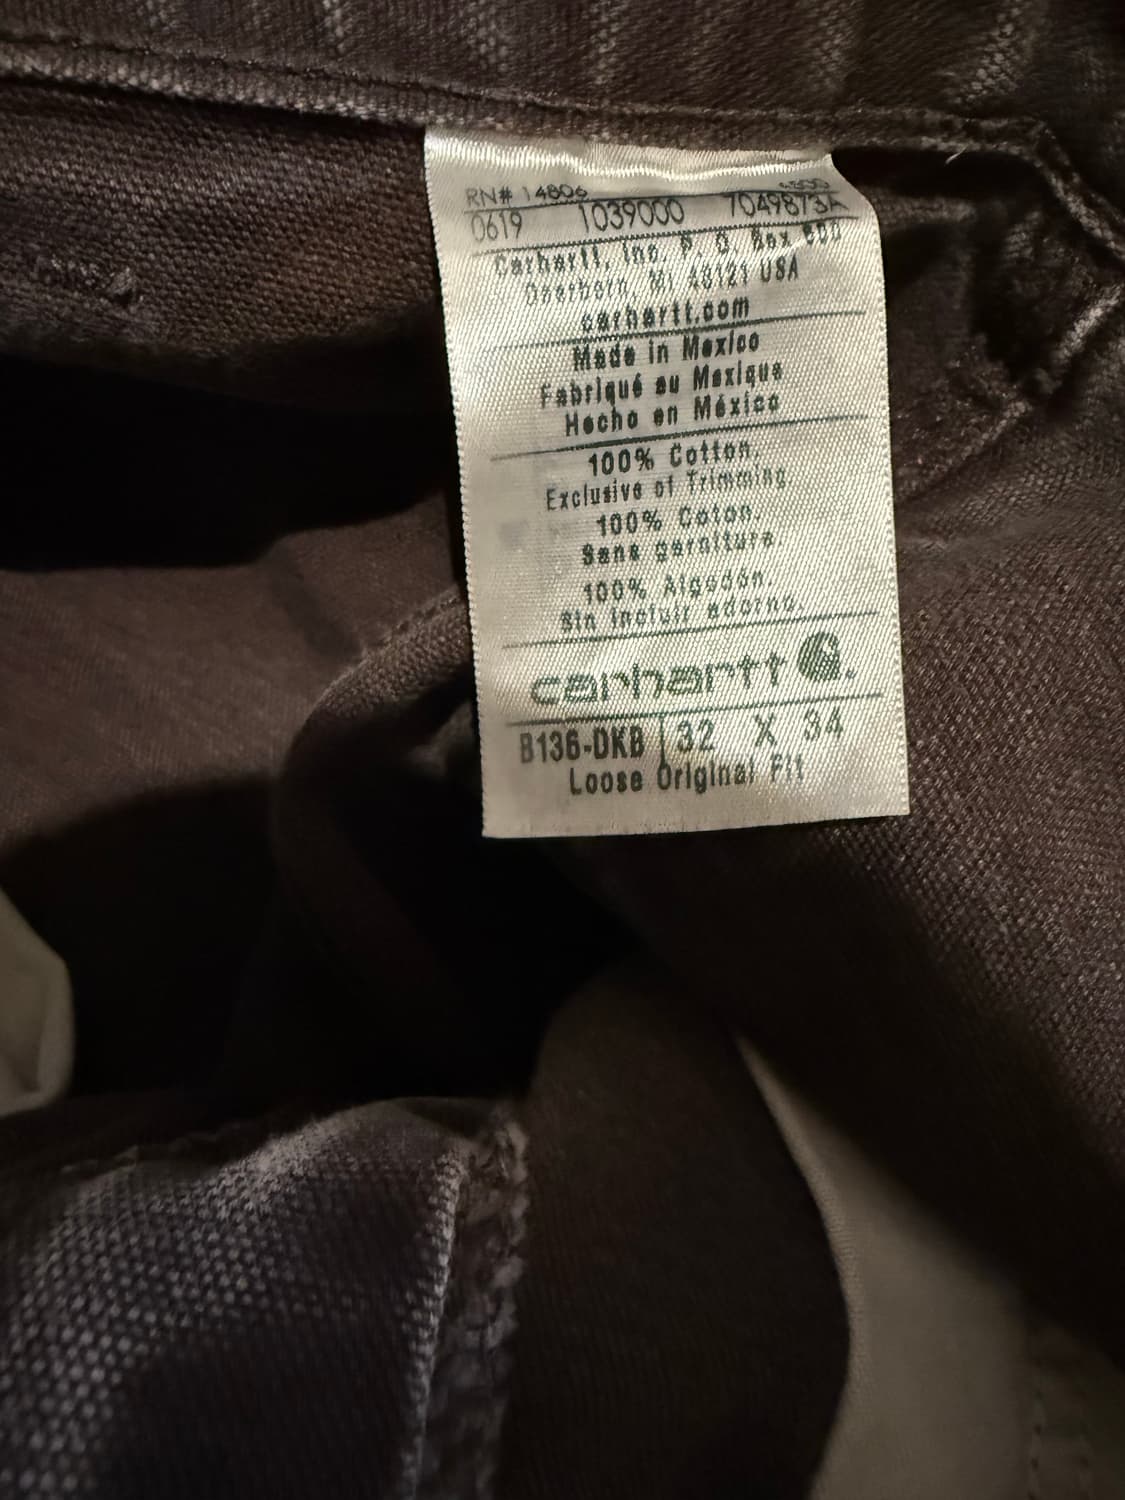 RN# 14806
0619 1039000 7049873A
Carhartt, Inc. P. O. Box 600
Dearborn, MI 48121 USA
carhartt.com
Made in Mexico
Fabriqué au Mexique
Hecho en México
100% Cotton.
Exclusive of Trimming.
100% Coton.
Sans garniture.
100% Algodón.
Sin incluir adorno.
carhartt
B136-DKB 32 X 34
Loose Original Fit